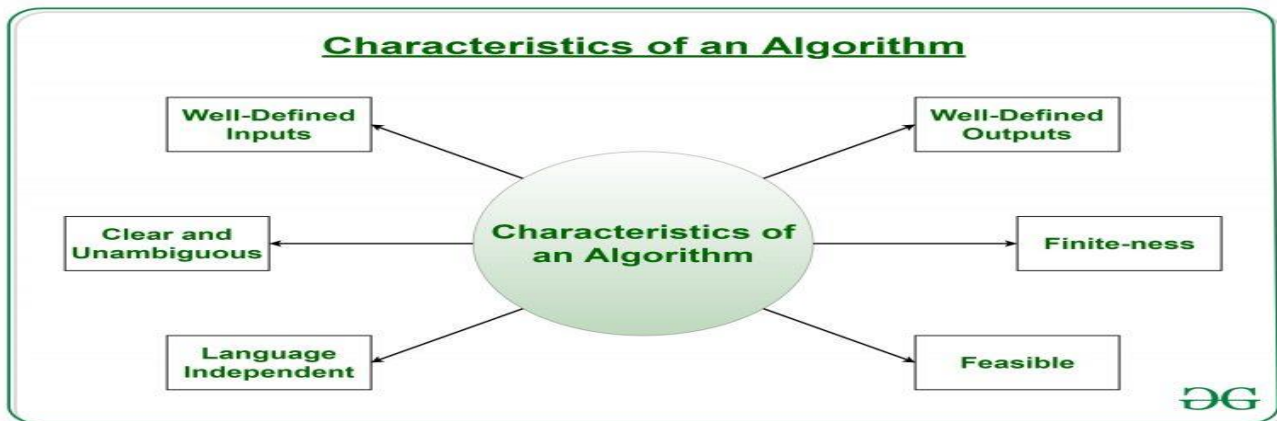 Characteristics of an Algorithm
Well-Defined
Inputs
Well-Defined
Outputs
Clear and
Unambiguous
Characteristics of
an Algorithm
Finite-ness
Language
Independent
Feasible